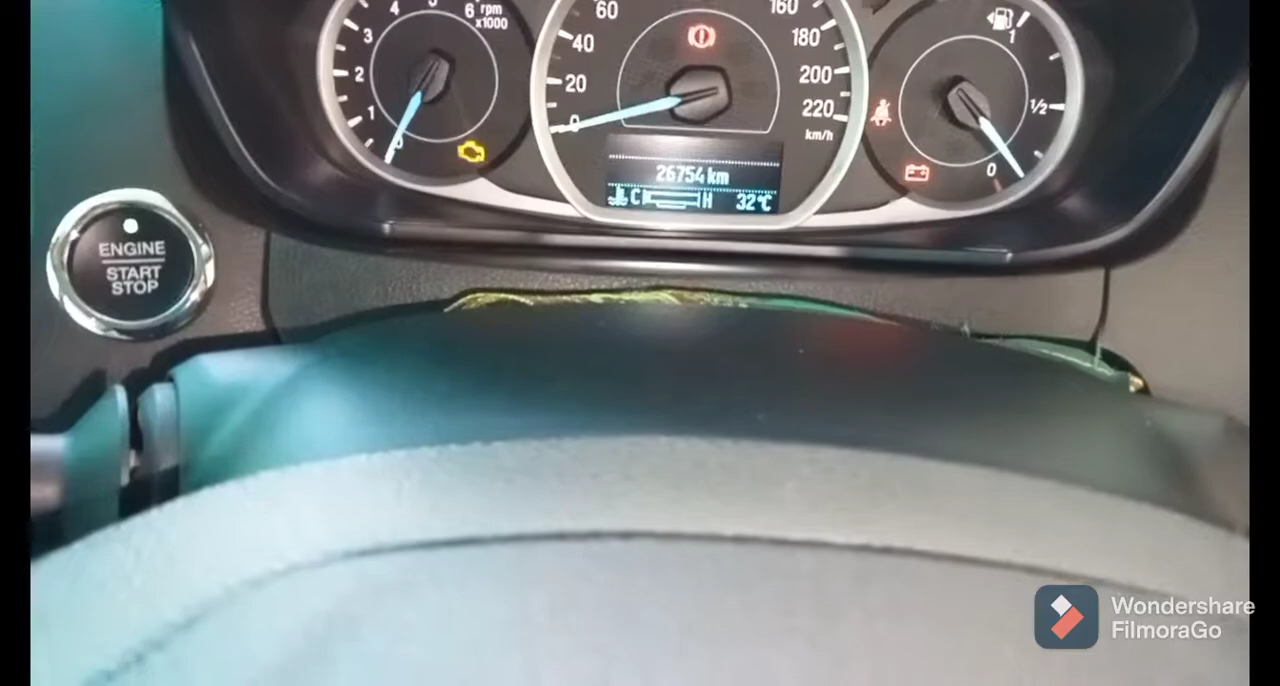 4 5 6 rpm
x1000
3
2
1
0
60 160
40 180
20 200
0 220
km/h
26754 km
C H 32°C
1
1/2
0
ENGINE
START
STOP
Wondershare
FilmoraGo